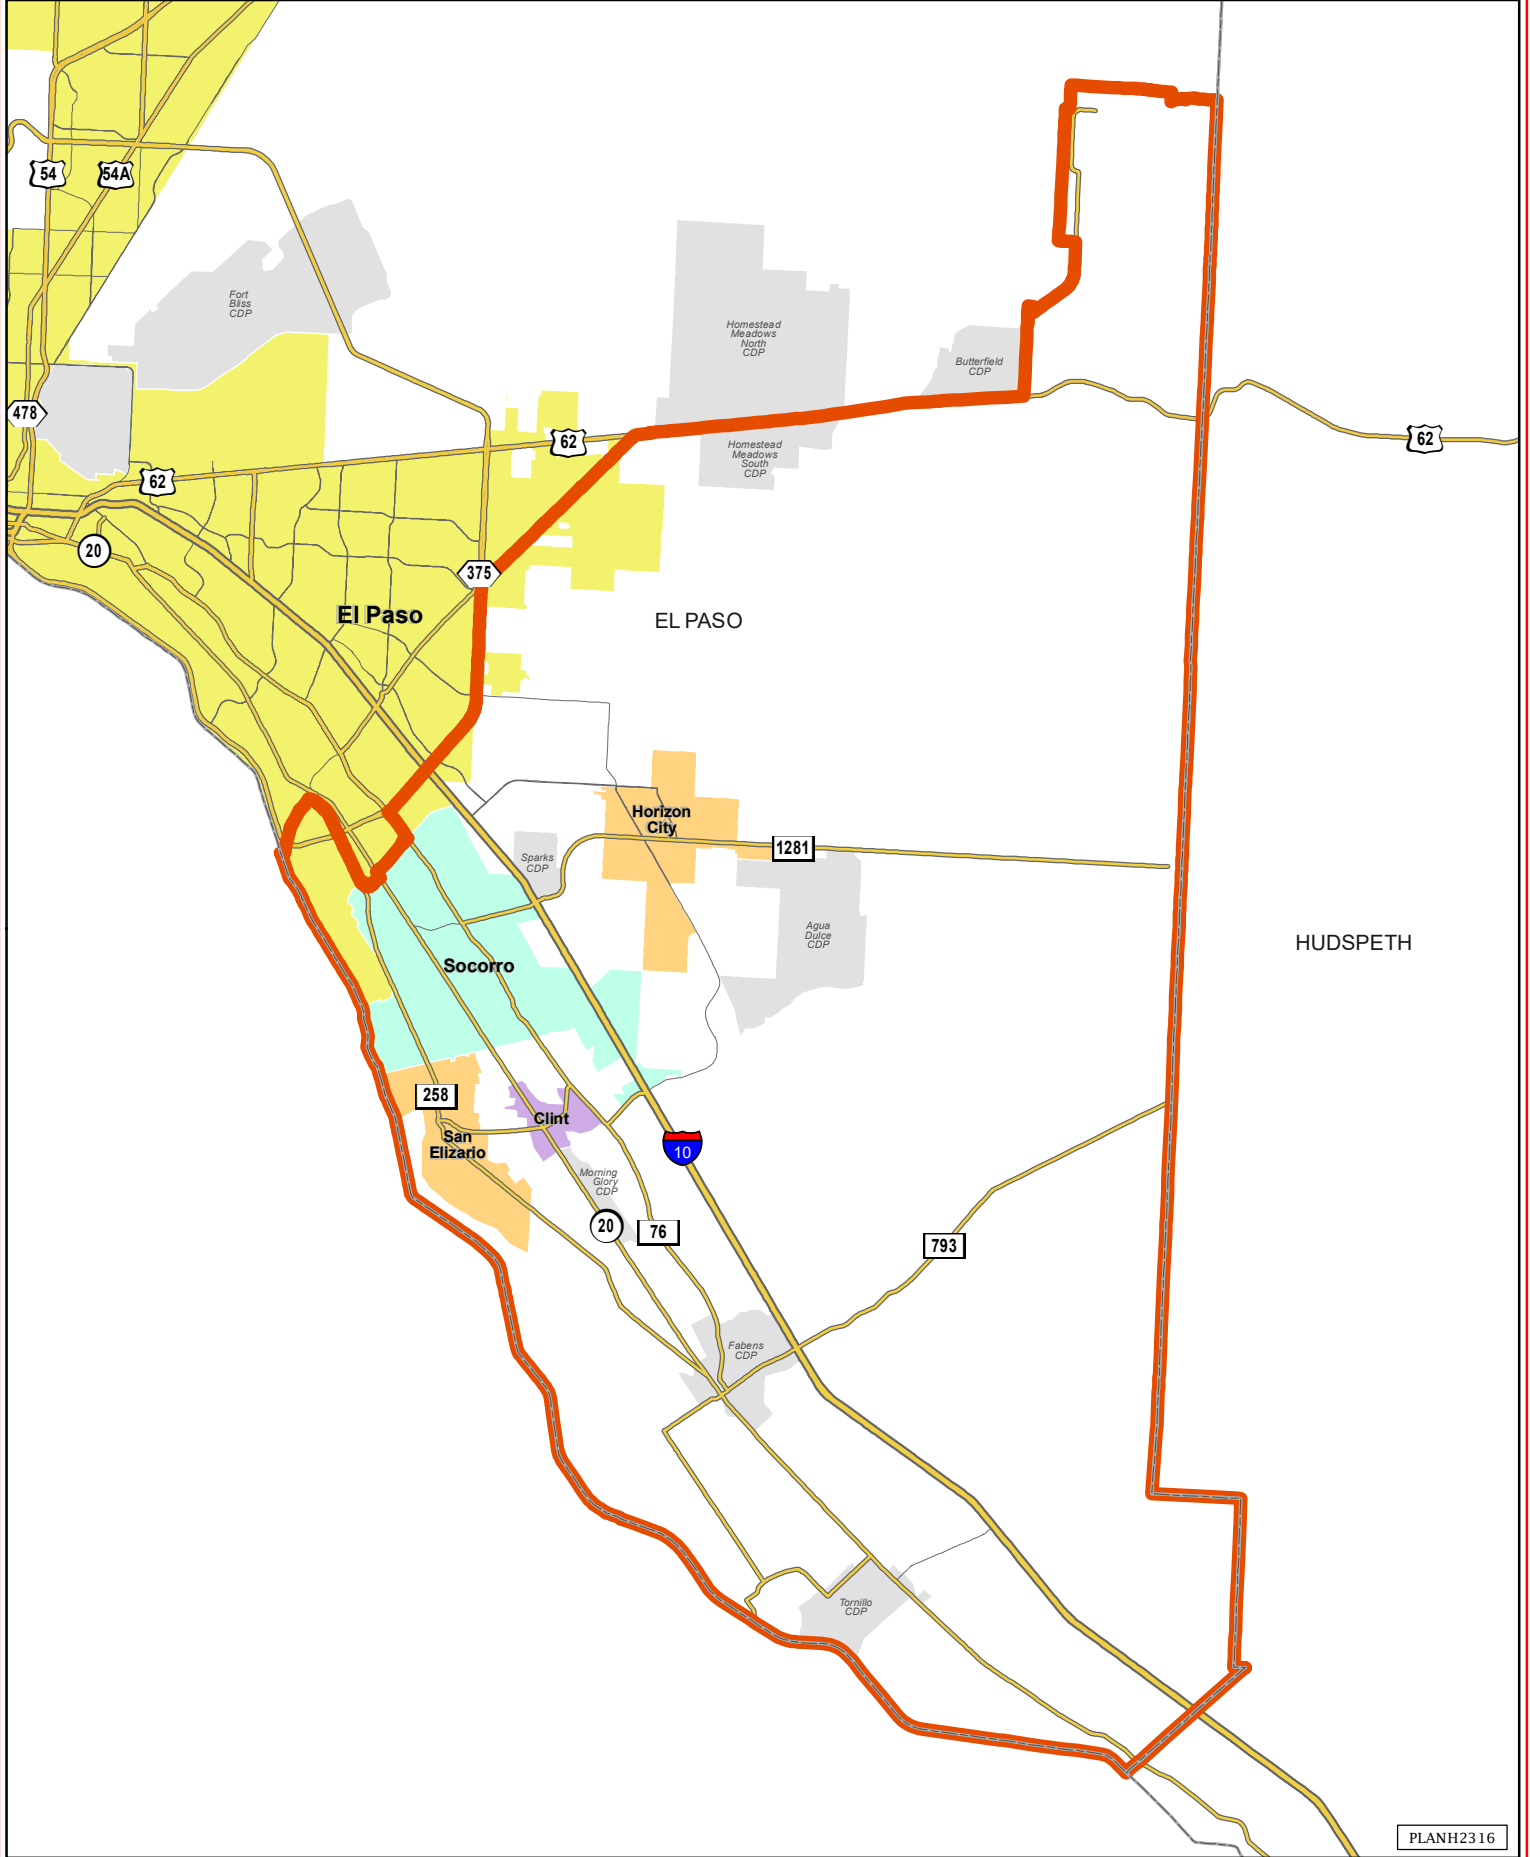 54
54A
Fort
Bliss
CDP
Homestead
Meadows
North
CDP
Butterfield
CDP
478
62
62
62
Homestead
Meadows
South
CDP
20
375
El Paso
EL PASO
Horizon
City
1281
Sparks
CDP
Agua
Dulce
CDP
HUDSPETH
Socorro
258
Clint
San
Elizario
10
Morning
Glory
CDP
20
76
793
Fabens
CDP
Tornillo
CDP
PLANH2316